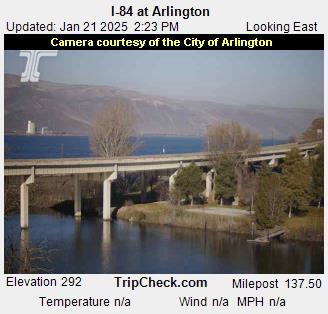 I-84 at Arlington
Updated: Jan 21 2025 2:23 PM Looking East
Camera courtesy of the City of Arlington
Elevation 292 TripCheck.com Milepost 137.50
Temperature n/a Wind n/a MPH n/a